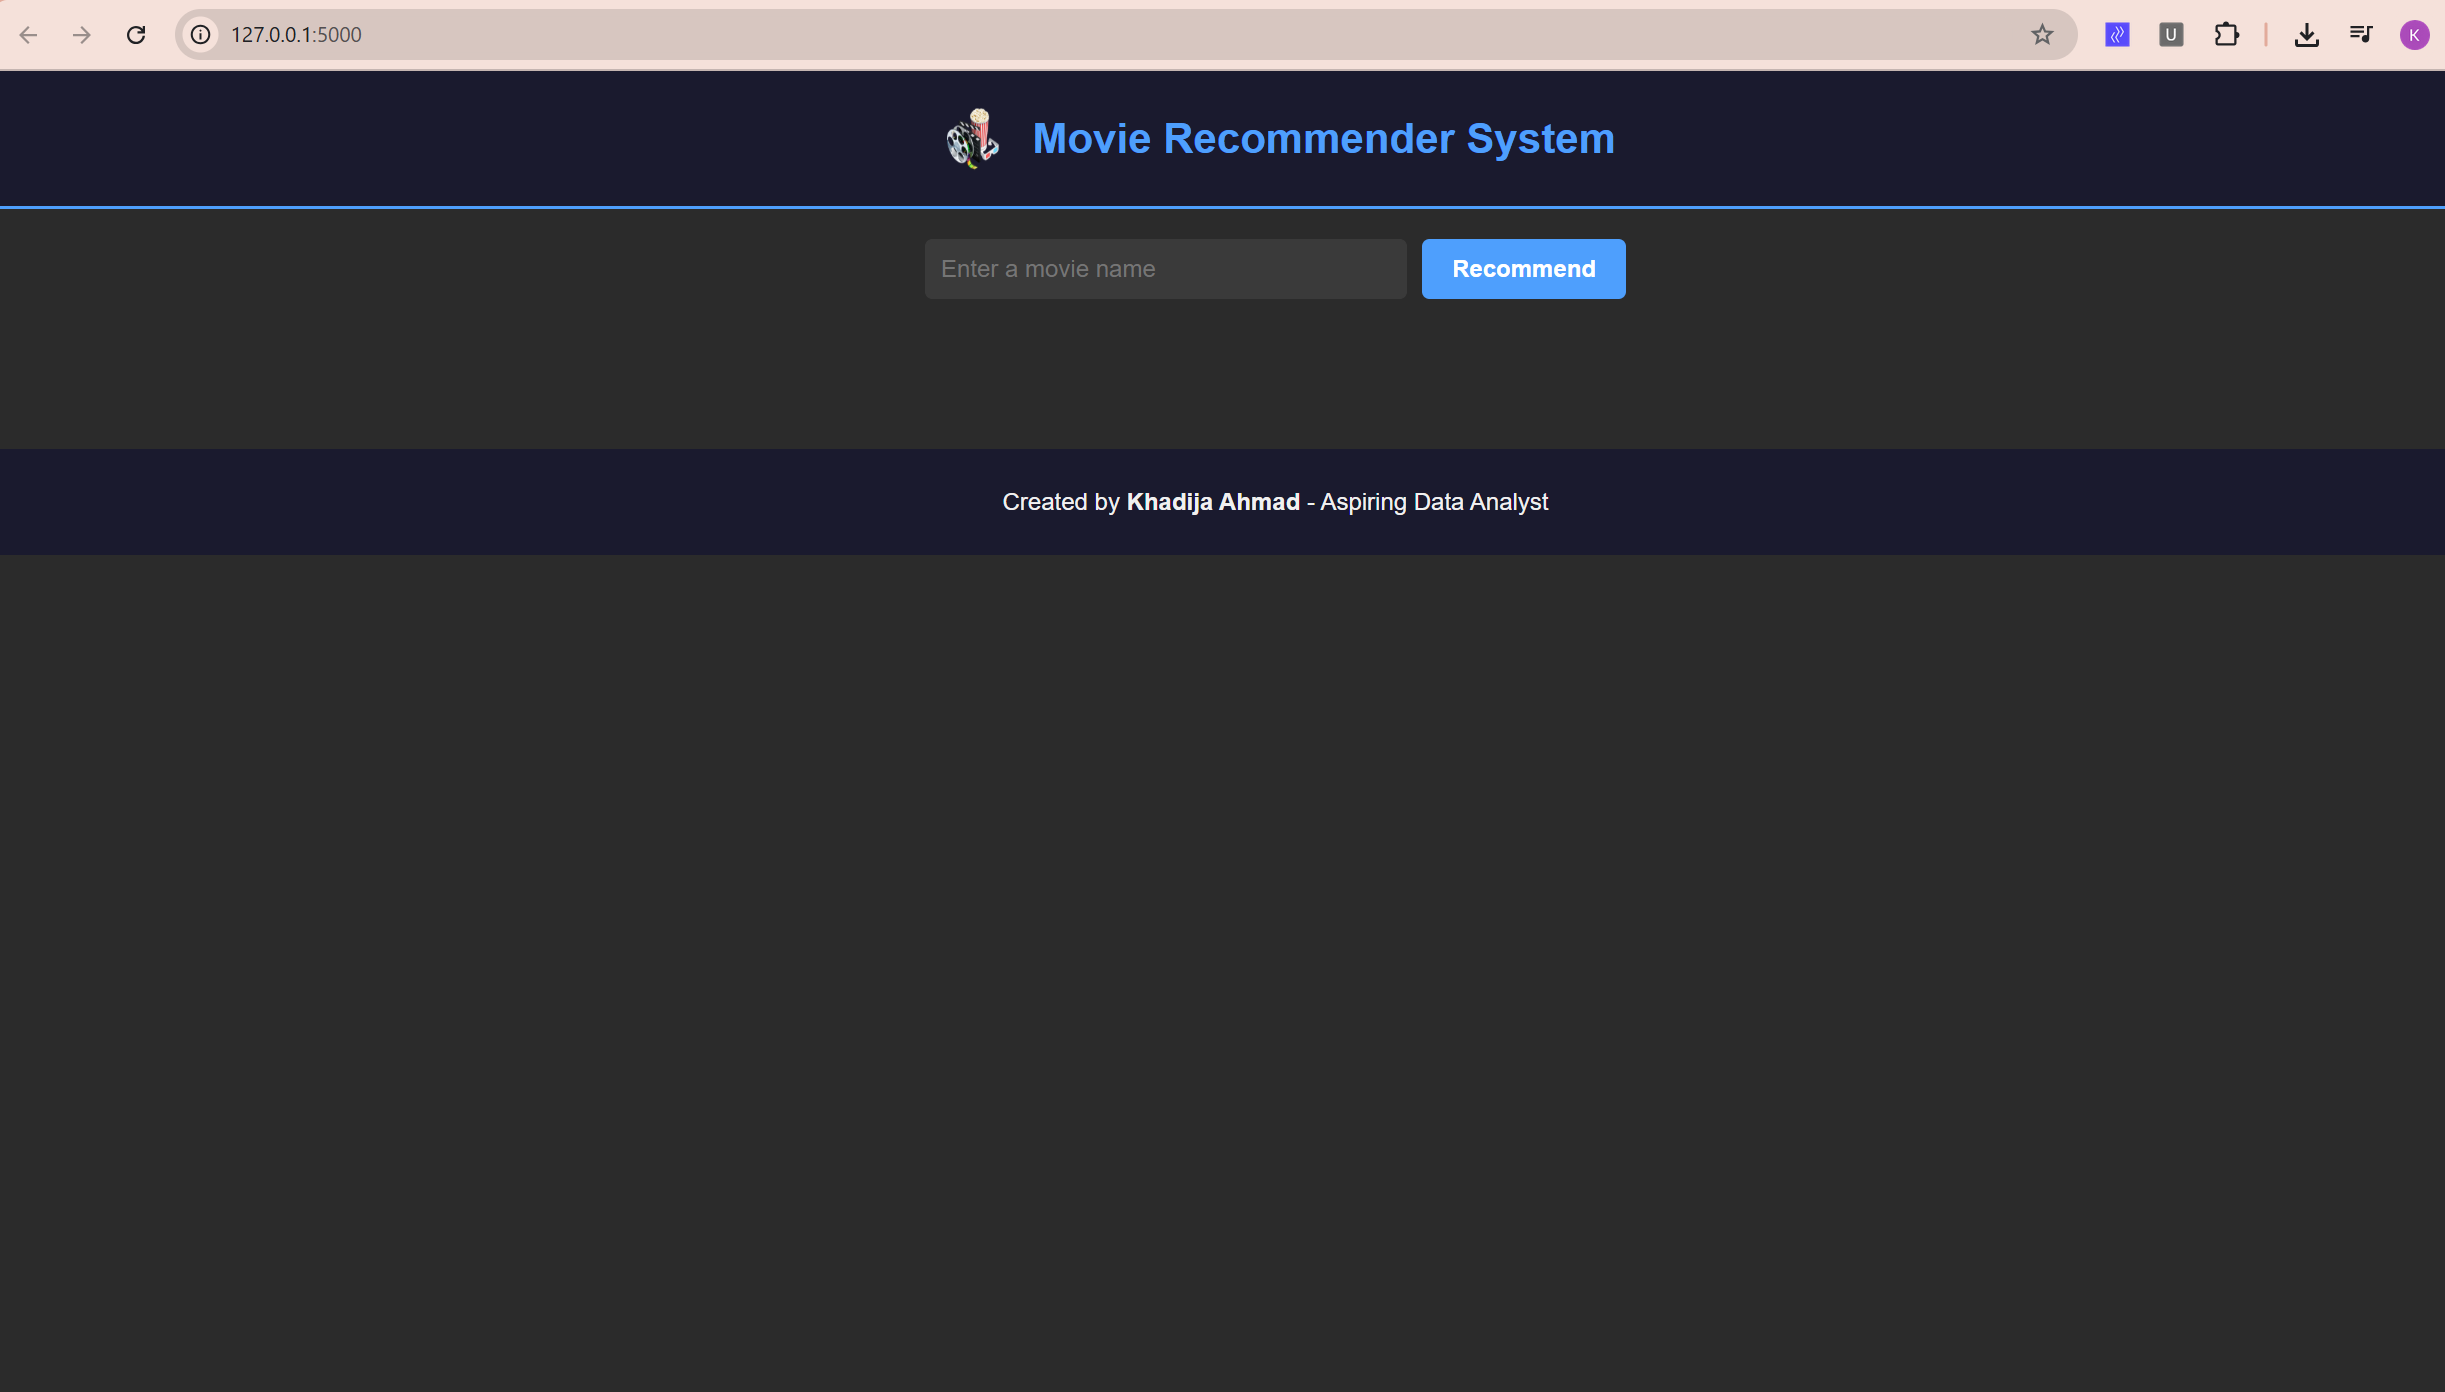 127.0.0.1:5000
U
K
Movie Recommender System
Enter a movie name
Recommend
Created by Khadija Ahmad - Aspiring Data Analyst